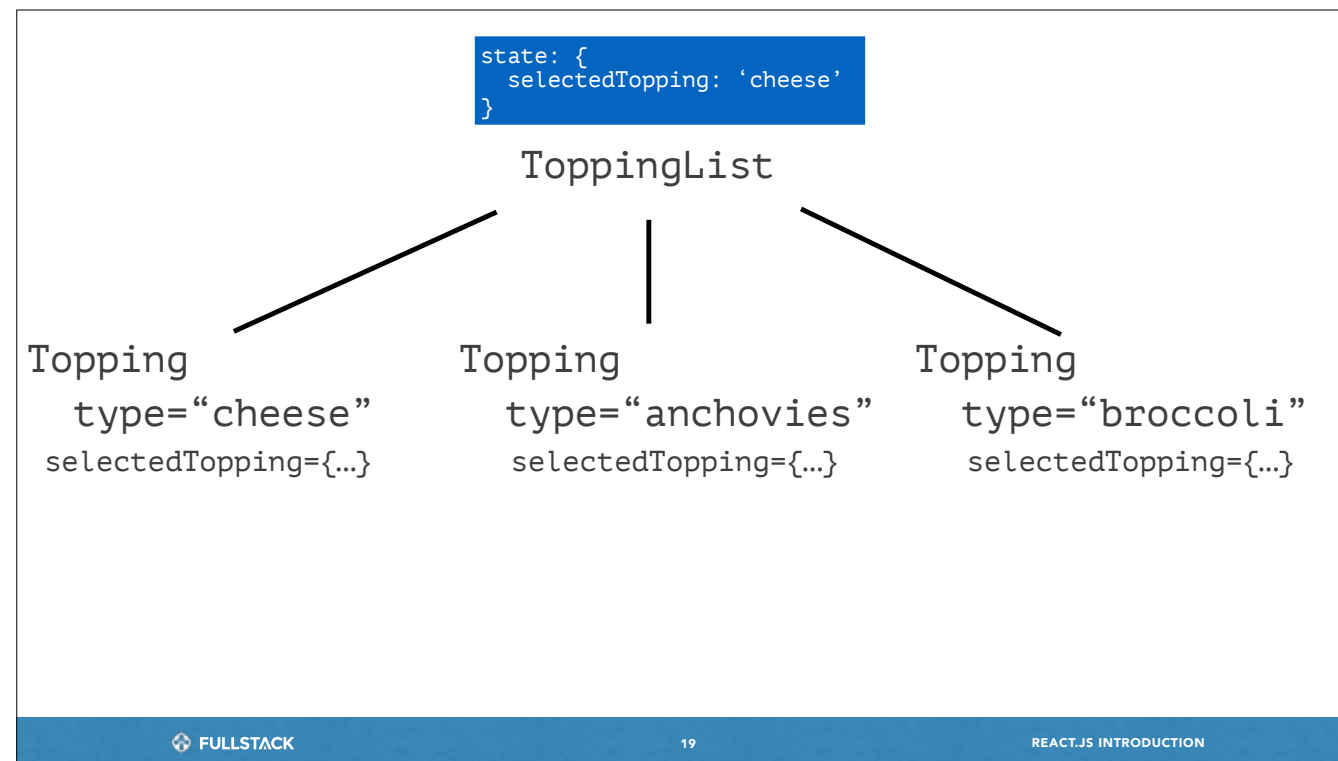 state: {
  selectedTopping: ‘cheese’
}
ToppingList
Topping
type=“cheese”
selectedTopping={…}
Topping
type=“anchovies”
selectedTopping={…}
Topping
type=“broccoli”
selectedTopping={…}
FULLSTACK
19
REACT.JS INTRODUCTION